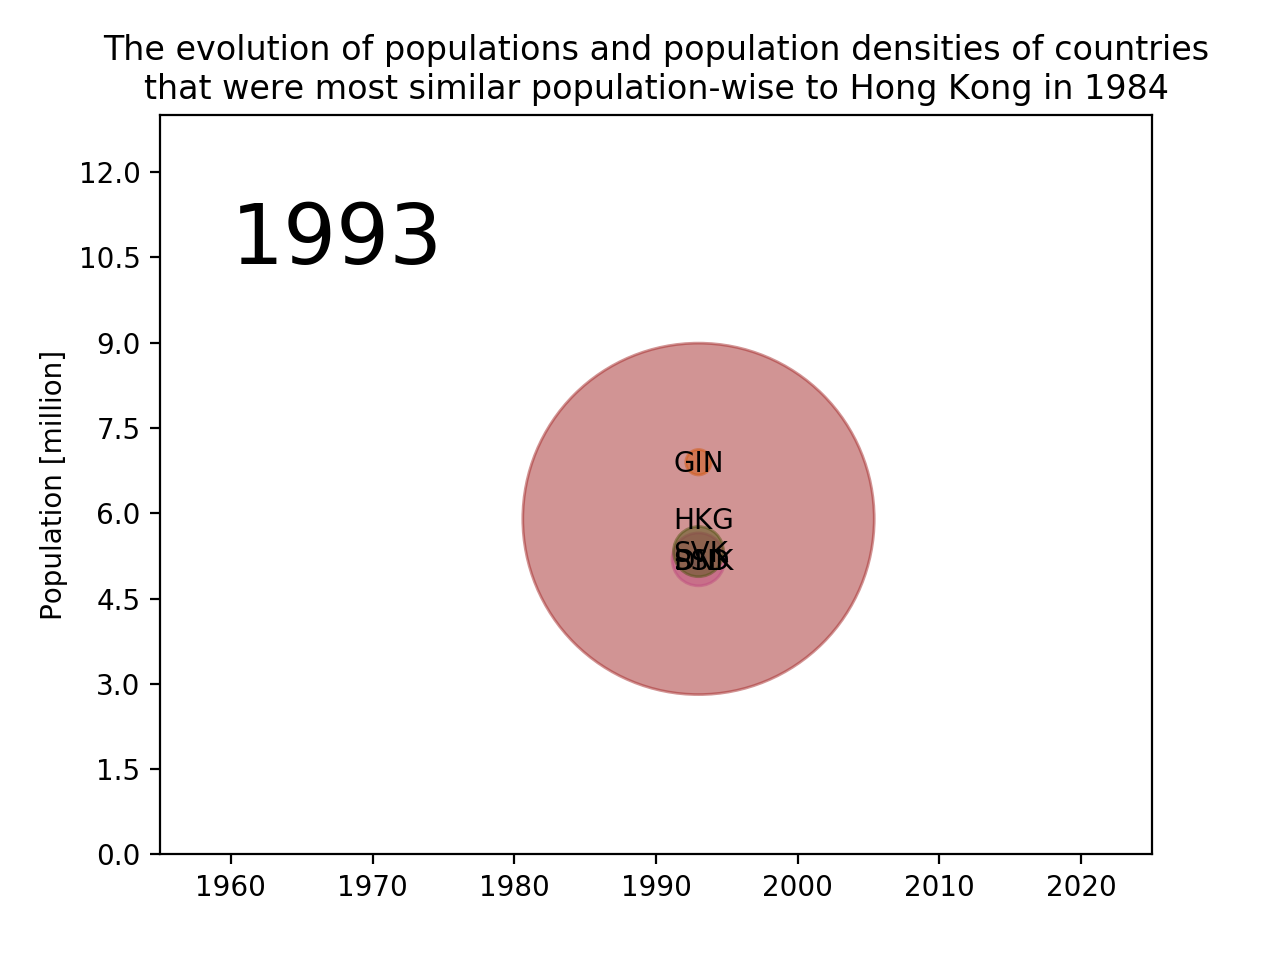 The evolution of populations and population densities of countries
that were most similar population-wise to Hong Kong in 1984
12.0
1993
10.5
9.0
7.5
GIN
6.0
HKG
SVK
4.5
3.0
1.5
0.0
Population [million]
1960 1970 1980 1990 2000 2010 2020